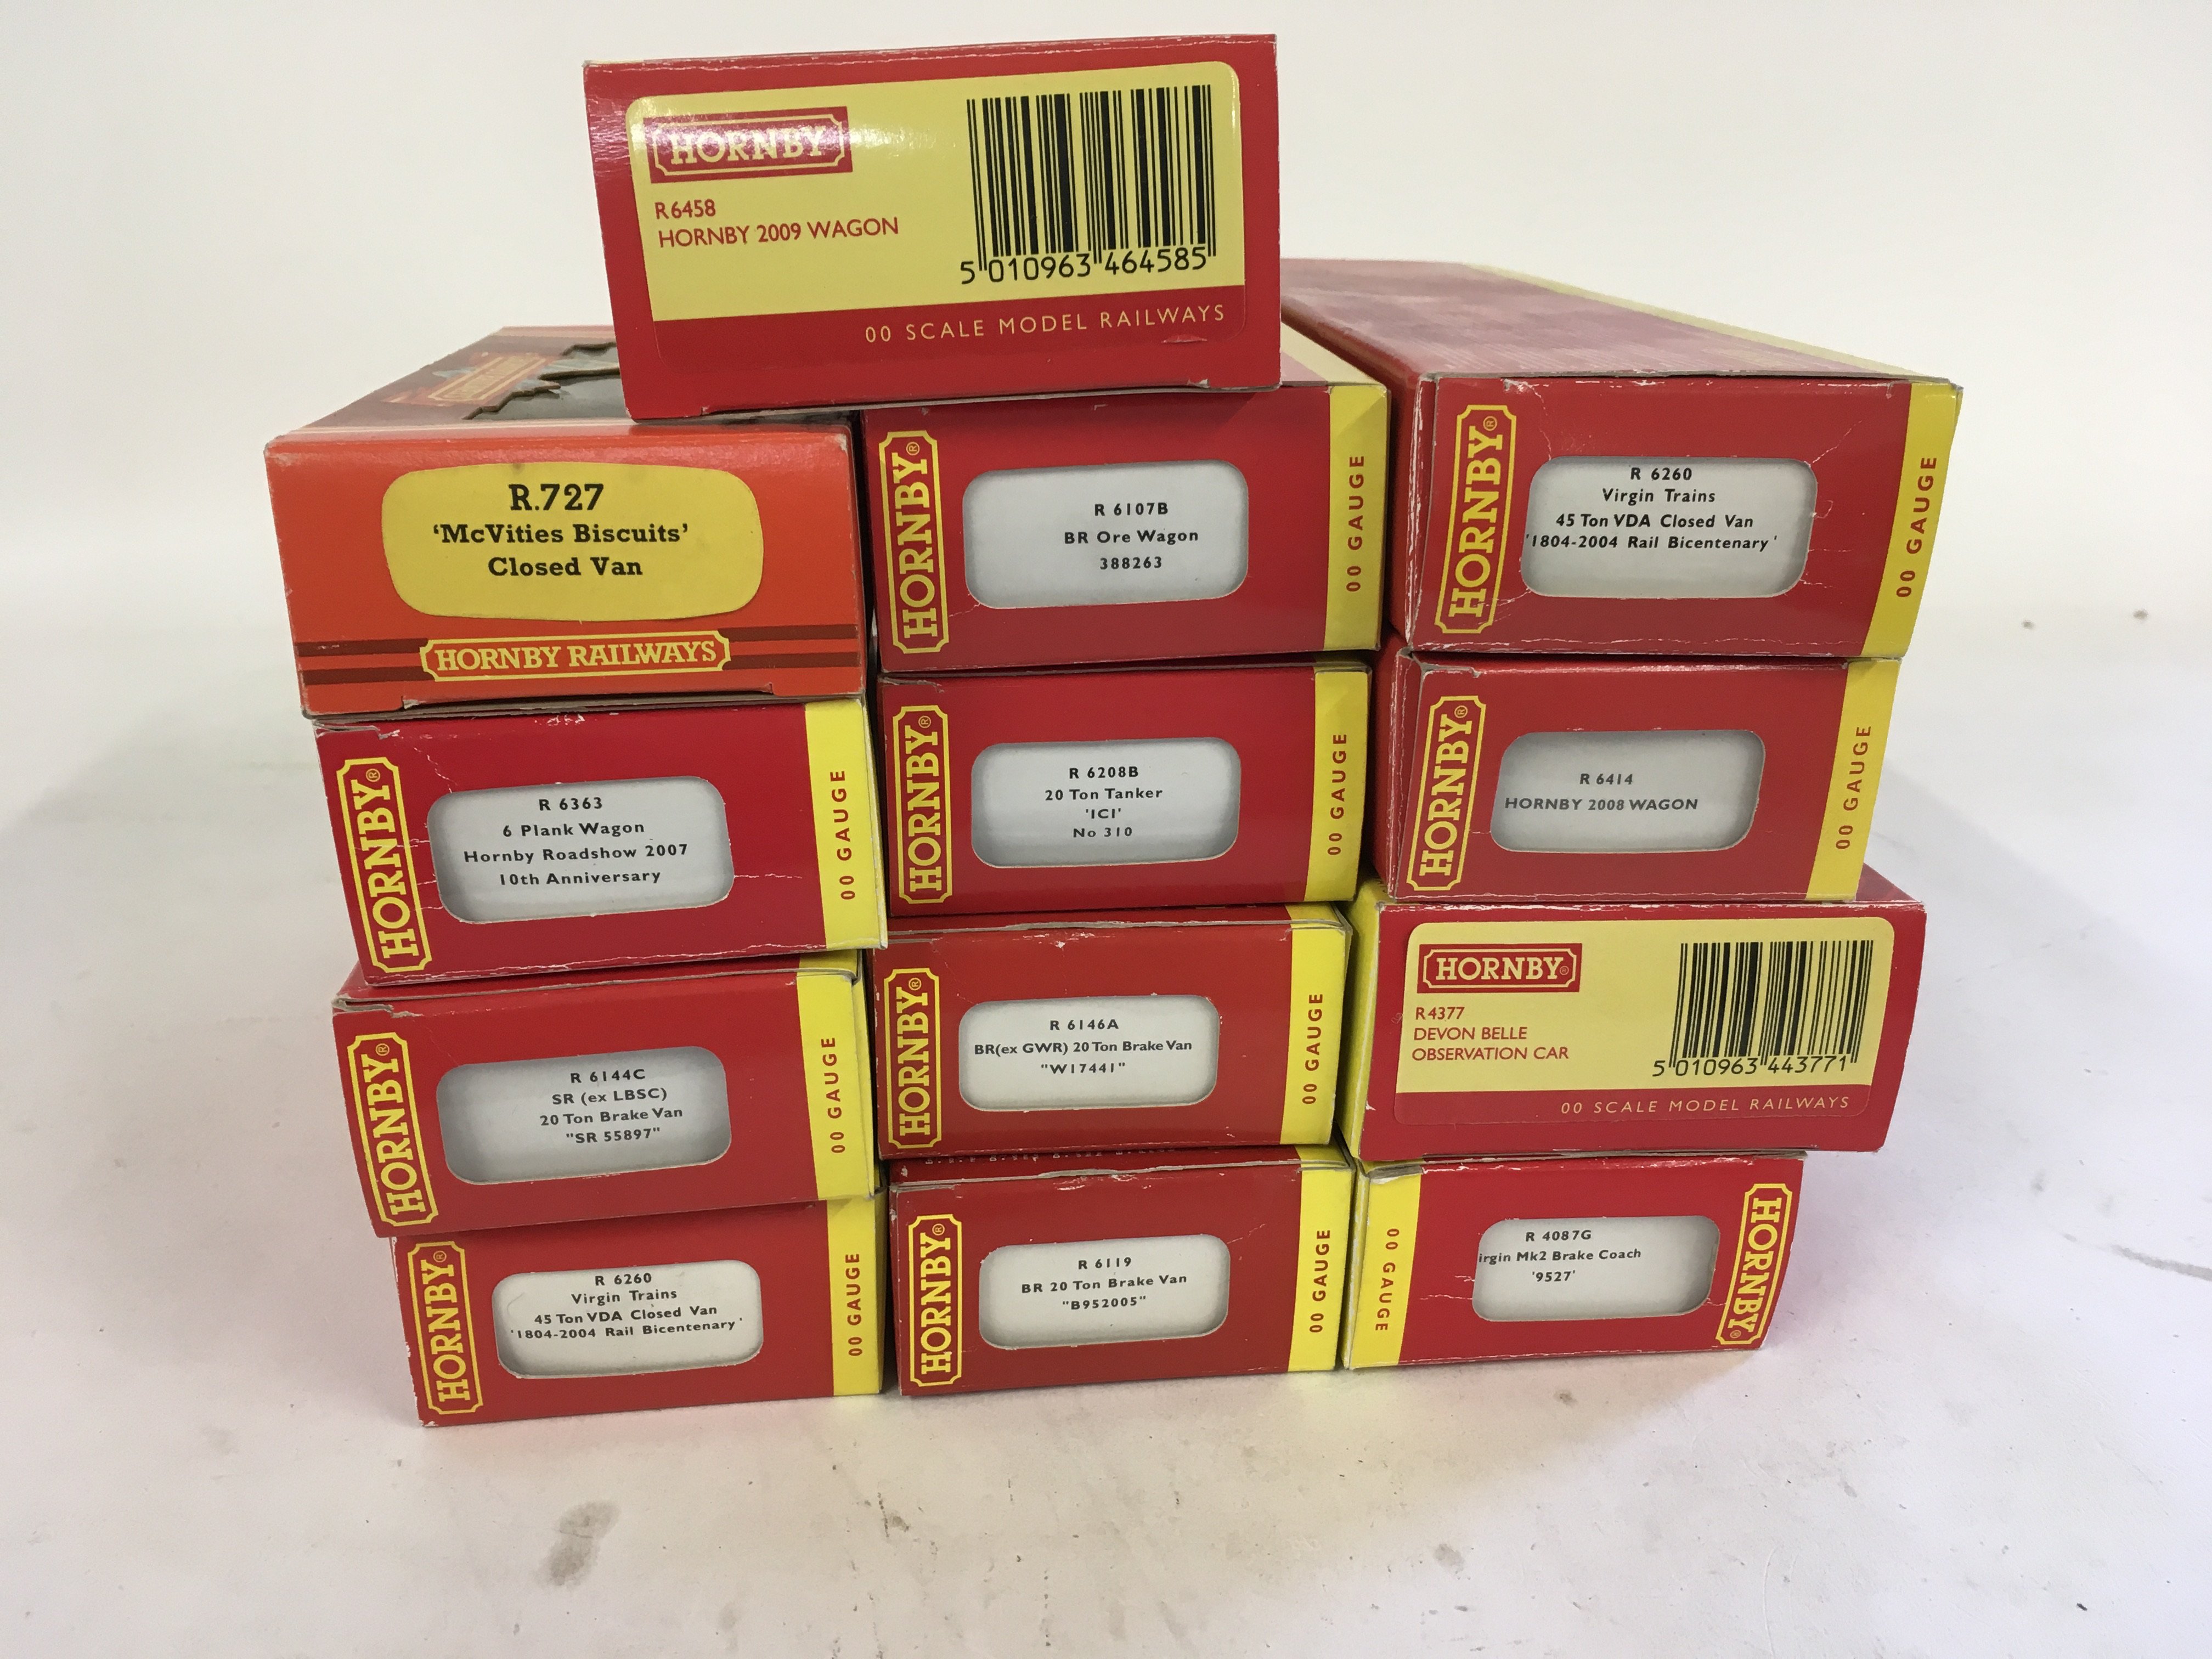 HORNBY
R6458
HORNBY 2009 WAGON
5 010963 464585
00 SCALE MODEL RAILWAYS
R.727
'McVities Biscuits'
Closed Van
HORNBY RAILWAYS
HORNBY®
R 6107B
BR Ore Wagon
388263
00 GAUGE
HORNBY®
R 6260
Virgin Trains
45 Ton VDA Closed Van
'1804-2004 Rail Bicentenary'
00 GAUGE
HORNBY®
R 6363
6 Plank Wagon
Hornby Roadshow 2007
10th Anniversary
00 GAUGE
HORNBY®
R 6208B
20 Ton Tanker
'ICI'
No 310
00 GAUGE
HORNBY®
R 6414
HORNBY 2008 WAGON
00 GAUGE
HORNBY®
R 6144C
SR (ex LBSC)
20 Ton Brake Van
"SR 55897"
00 GAUGE
HORNBY®
R 6146A
BR(ex GWR) 20 Ton Brake Van
"W17441"
00 GAUGE
HORNBY®
R4377
DEVON BELLE
OBSERVATION CAR
5 010963 443771
00 SCALE MODEL RAILWAYS
HORNBY®
R 6260
Virgin Trains
45 Ton VDA Closed Van
'1804-2004 Rail Bicentenary'
00 GAUGE
HORNBY®
R 6119
BR 20 Ton Brake Van
"B952005"
00 GAUGE
00 GAUGE
R 4087G
irgin Mk2 Brake Coach
'9527'
HORNBY®